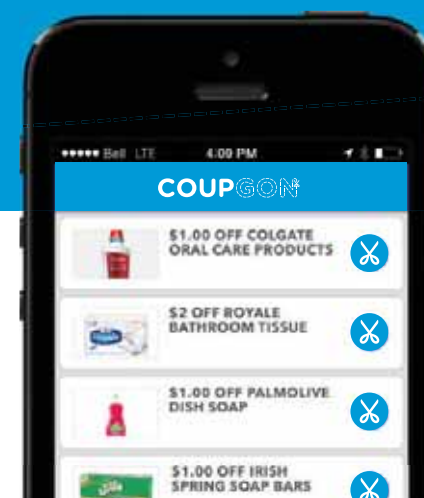 Bell LTE 4:09 PM
COUPGON
$1.00 OFF COLGATE
ORAL CARE PRODUCTS
$2 OFF ROYALE
BATHROOM TISSUE
$1.00 OFF PALMOLIVE
DISH SOAP
$1.00 OFF IRISH
SPRING SOAP BARS